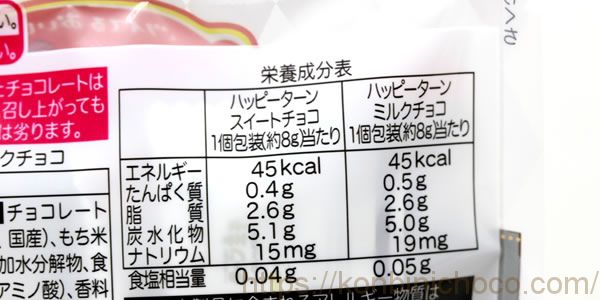 い。
い。
チョコレートは
召し上がっても
は劣ります。
クチョコ
チョコレート
、国産)、もち米
加水分解物、食
アミノ酸)、香料
栄養成分表
ハッピーターン
スイートチョコ
1個包装(約8g)当たり
ハッピーターン
ミルクチョコ
1個包装(約8g)当たり
エネルギー 45kcal 45kcal
たんぱく質 0.4g 0.5g
脂質 2.6g 2.6g
炭水化物 5.1g 5.0g
ナトリウム 15mg 19mg
食塩相当量 0.04g 0.05g
https://konbinichoco.com